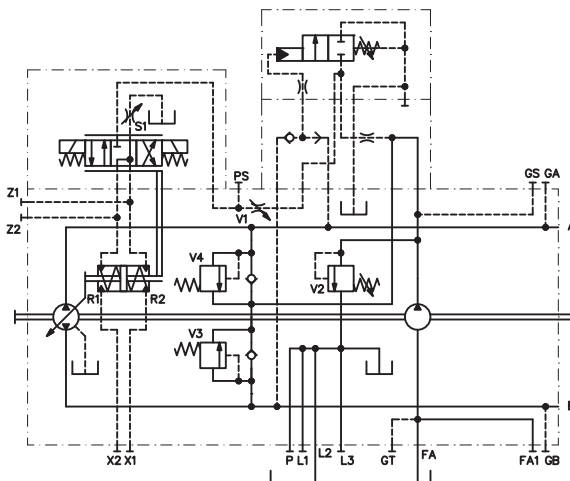 S1
PS
GS GA
Z1
Z2
V1
A
V4
V2
R1 R2
V3
B
P L1 L2 L3 GT FA FA1 GB
X2 X1